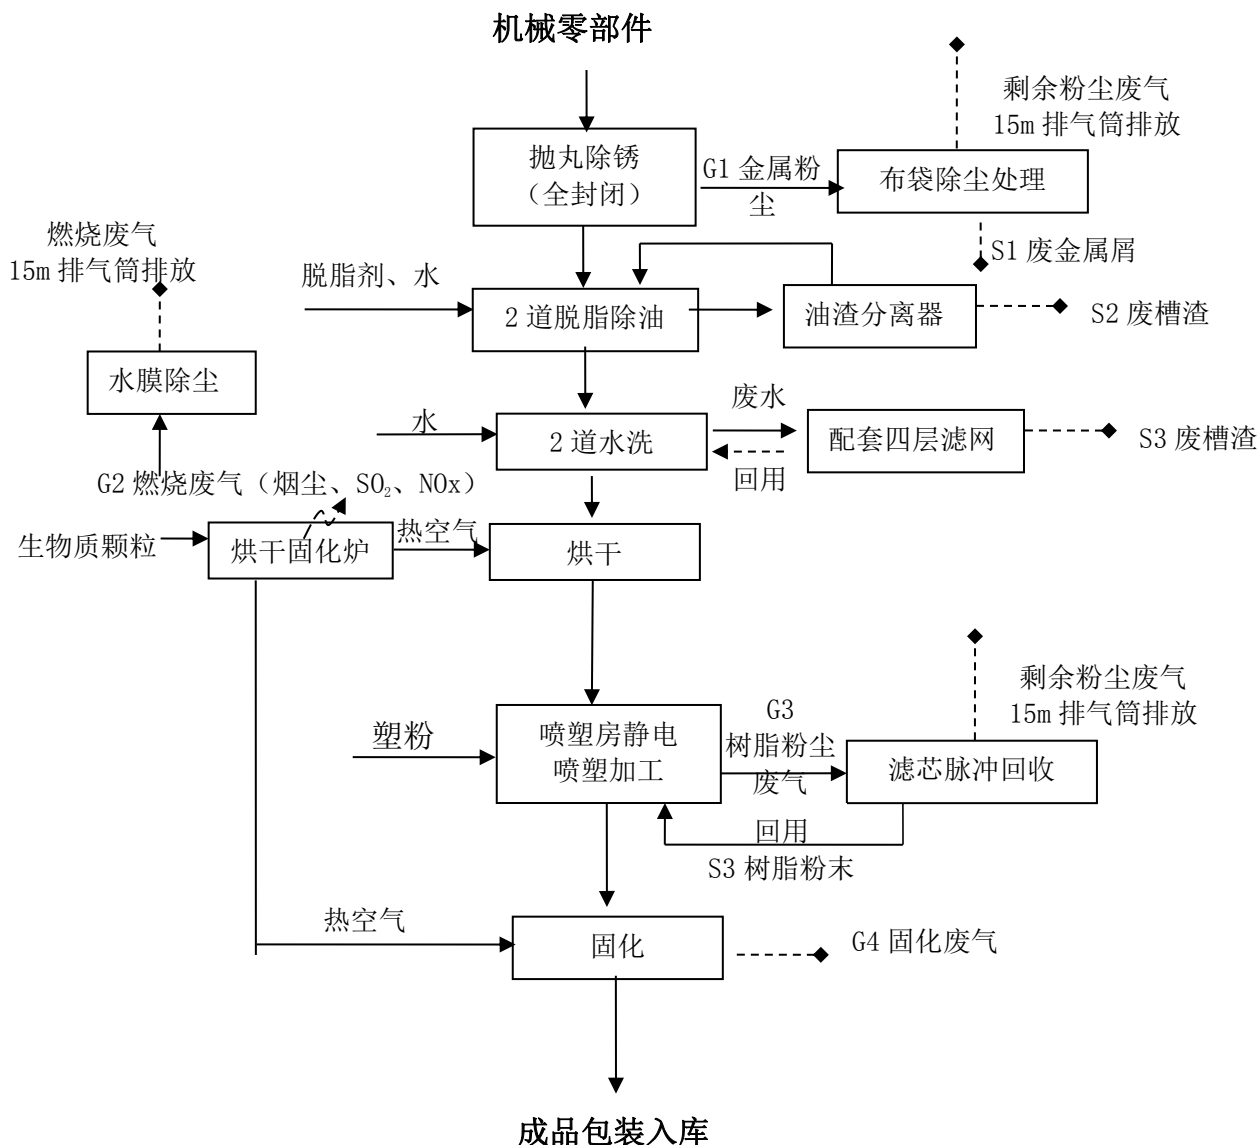 机械零部件
剩余粉尘废气
15m 排气筒排放
抛丸除锈
（全封闭）
G1 金属粉
尘
布袋除尘处理
燃烧废气
15m 排气筒排放
S1 废金属屑
脱脂剂、水
2 道脱脂除油
油渣分离器
S2 废槽渣
水膜除尘
水
2 道水洗
废水
回用
配套四层滤网
S3 废槽渣
G2 燃烧废气（烟尘、SO₂、NOx）
生物质颗粒
烘干固化炉
热空气
烘干
剩余粉尘废气
15m 排气筒排放
塑粉
喷塑房静电
喷塑加工
G3
树脂粉尘
废气
滤芯脉冲回收
回用
S3 树脂粉末
热空气
固化
G4 固化废气
成品包装入库